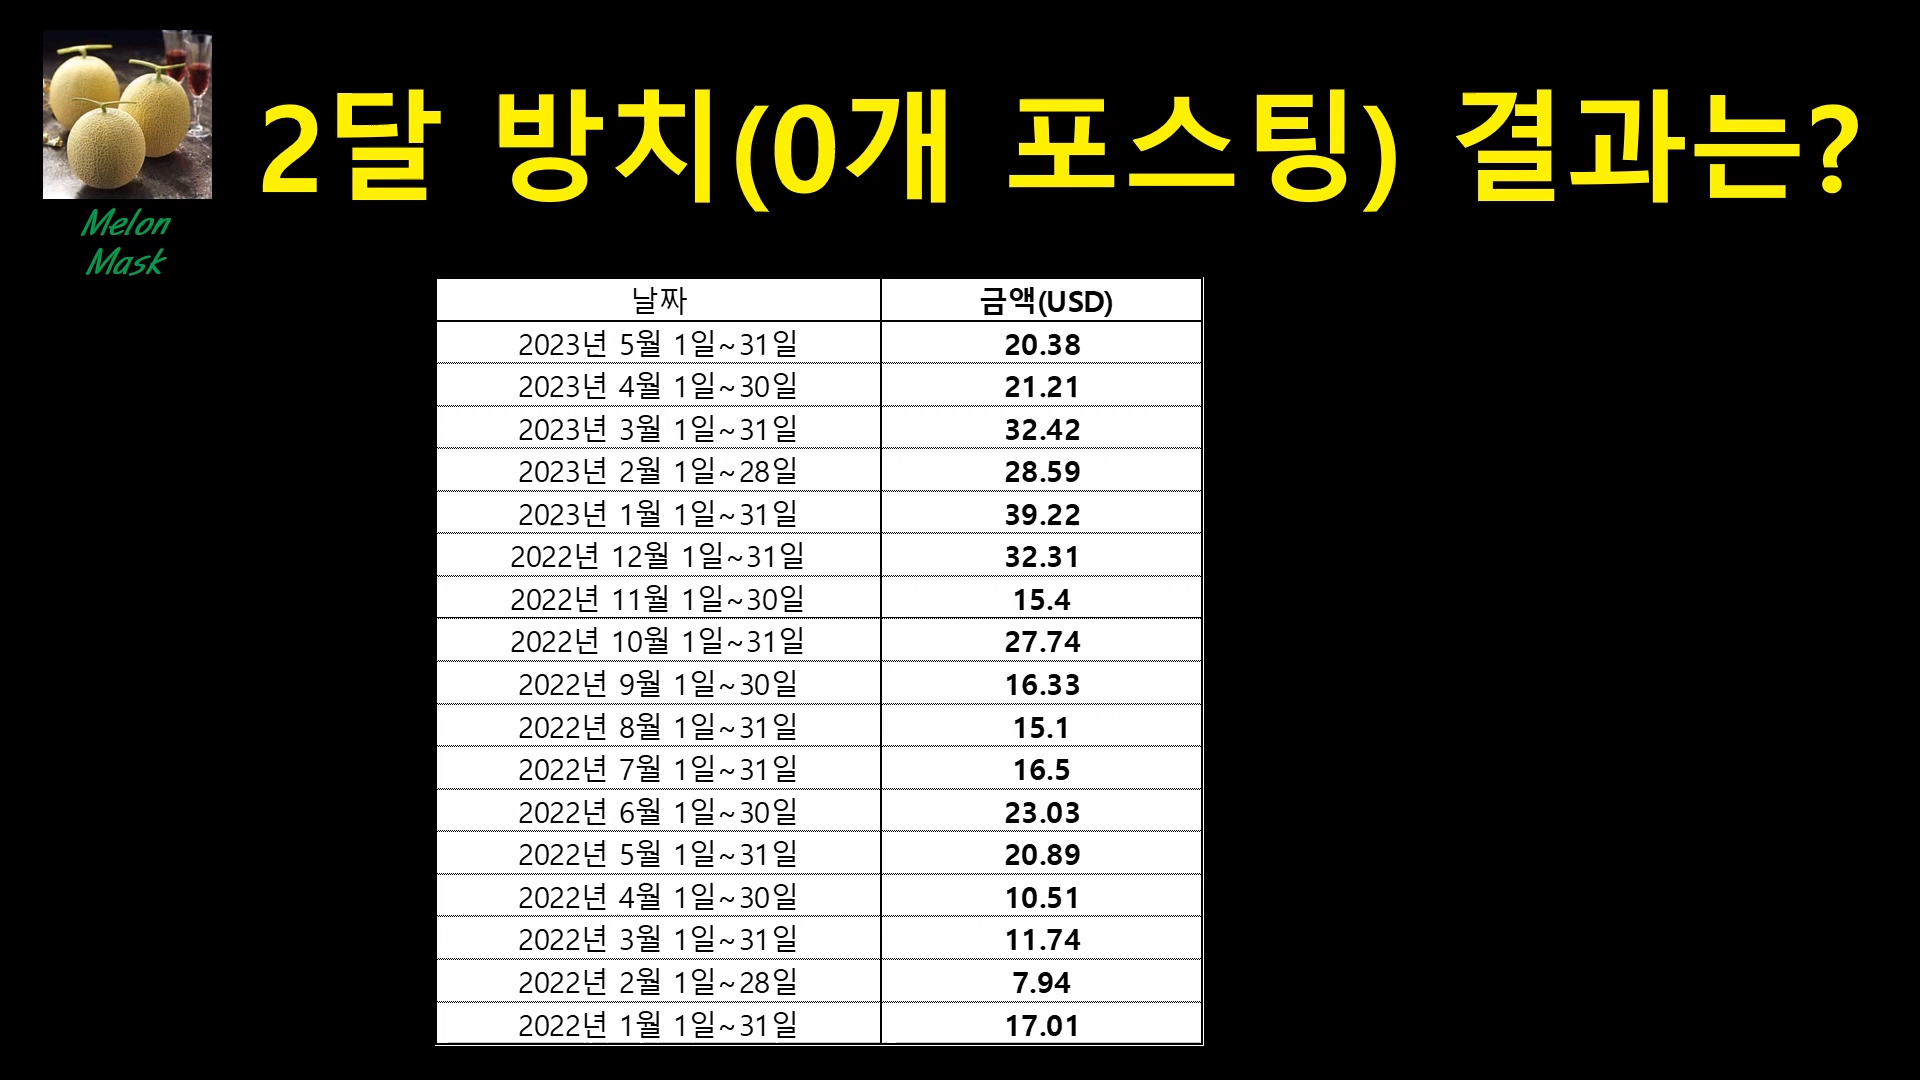 2달 방치(0개 포스팅) 결과는?
Melon
Mask
날짜 금액(USD)
2023년 5월 1일~31일 20.38
2023년 4월 1일~30일 21.21
2023년 3월 1일~31일 32.42
2023년 2월 1일~28일 28.59
2023년 1월 1일~31일 39.22
2022년 12월 1일~31일 32.31
2022년 11월 1일~30일 15.4
2022년 10월 1일~31일 27.74
2022년 9월 1일~30일 16.33
2022년 8월 1일~31일 15.1
2022년 7월 1일~31일 16.5
2022년 6월 1일~30일 23.03
2022년 5월 1일~31일 20.89
2022년 4월 1일~30일 10.51
2022년 3월 1일~31일 11.74
2022년 2월 1일~28일 7.94
2022년 1월 1일~31일 17.01